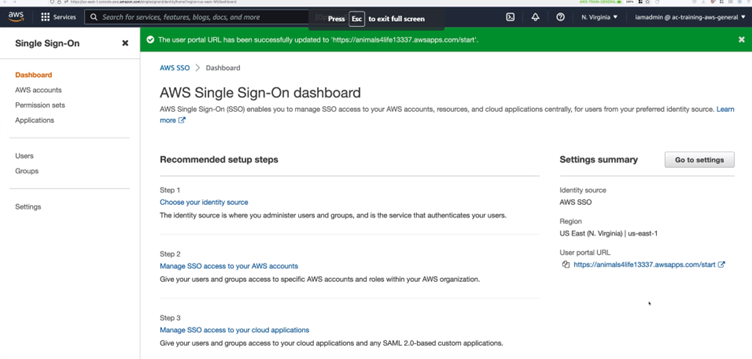 aws
Services
Search for services, features, blogs, docs, and more
Press Esc to exit full screen
N. Virginia
iamadmin @ ac-training-aws-general
Single Sign-On
Dashboard
AWS accounts
Permission sets
Applications
Users
Groups
Settings
The user portal URL has been successfully updated to 'https://animals4life13337.awsapps.com/start'.
AWS SSO
Dashboard
AWS Single Sign-On dashboard
AWS Single Sign-On (SSO) enables you to manage SSO access to your AWS accounts, resources, and cloud applications centrally, for users from your preferred identity source. Learn
more
Recommended setup steps
Step 1
Choose your identity source
The identity source is where you administer users and groups, and is the service that authenticates your users.
Step 2
Manage SSO access to your AWS accounts
Give your users and groups access to specific AWS accounts and roles within your AWS organization.
Step 3
Manage SSO access to your cloud applications
Give your users and groups access to your cloud applications and any SAML 2.0-based custom applications.
Settings summary
Go to settings
Identity source
AWS SSO
Region
US East (N. Virginia) | us-east-1
User portal URL
https://animals4life13337.awsapps.com/start